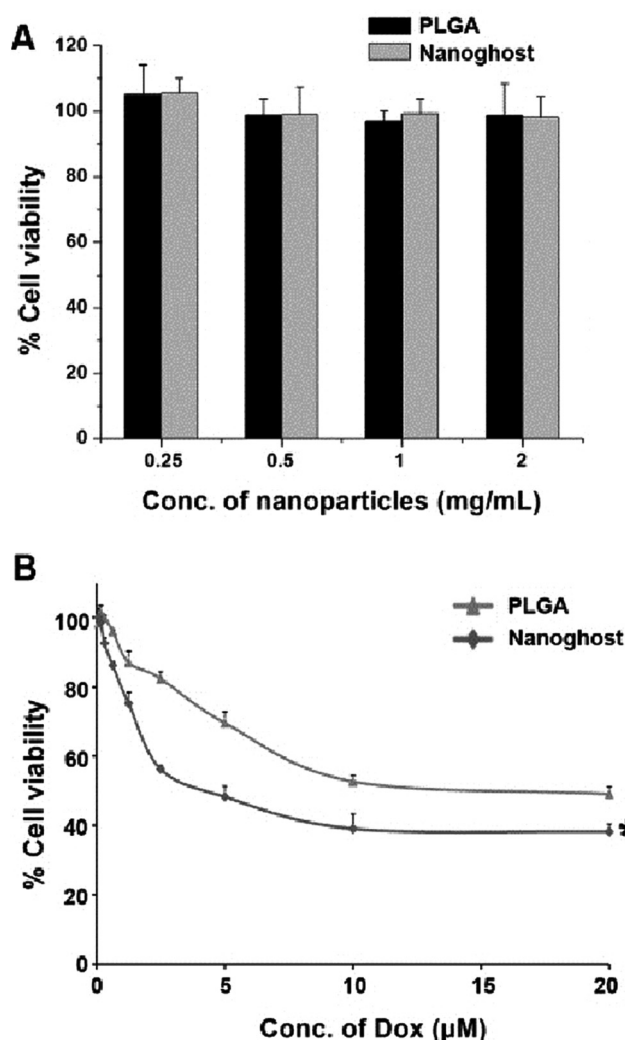 A
PLGA
Nanoghost
120
100
80
60
40
20
0
% Cell viability
0.25 0.5 1 2
Conc. of nanoparticles (mg/mL)
B
PLGA
Nanoghost
100
80
60
40
20
0
% Cell viability
*
0 5 10 15 20
Conc. of Dox (µM)